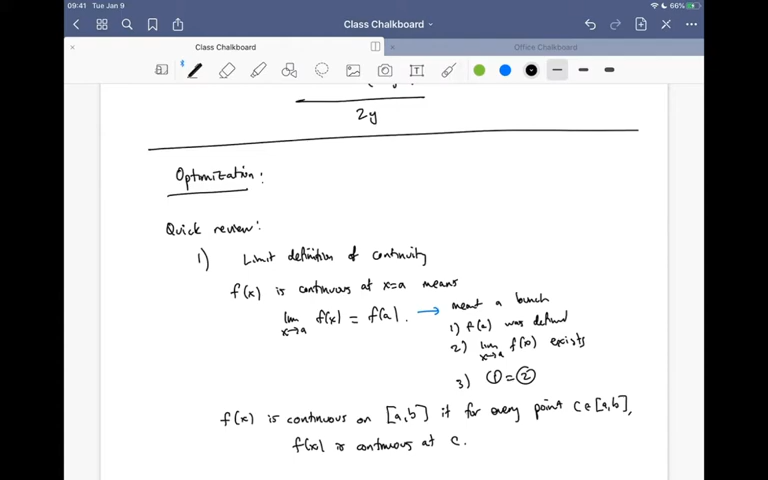 09:41 Tue Jan 9
66%
Class Chalkboard
Class Chalkboard
Office Chalkboard
2y
Optimization:
Quick review:
1) Limit definition of continuity
f(x) is continuous at x=a means
lim x→a f(x) = f(a). → meant a bunch
1) f(a) was defined
2) lim x→a f(x) exists
3) ① = ②
f(x) is continuous on [a,b] if for every point c∈[a,b],
f(x) is continuous at c.